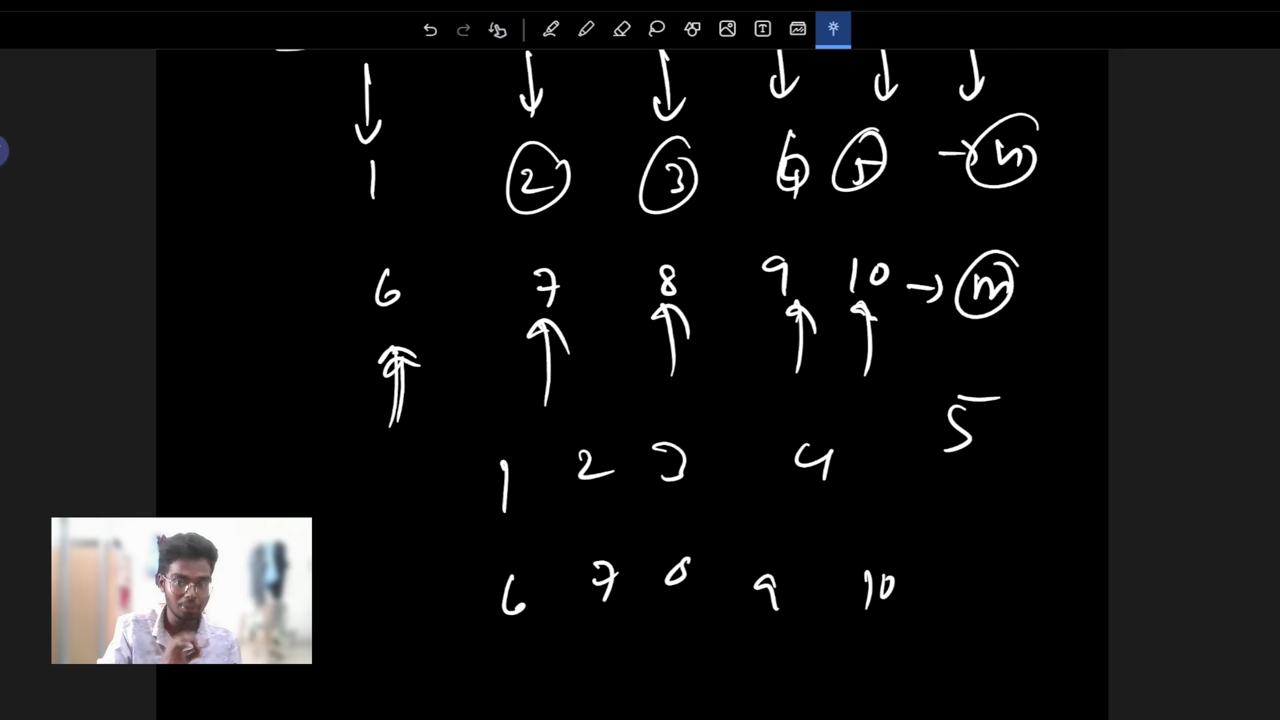 1 2 3 4 5 → n
6 7 8 9 10 → m
1 2 3 4 5
6 7 8 9 10